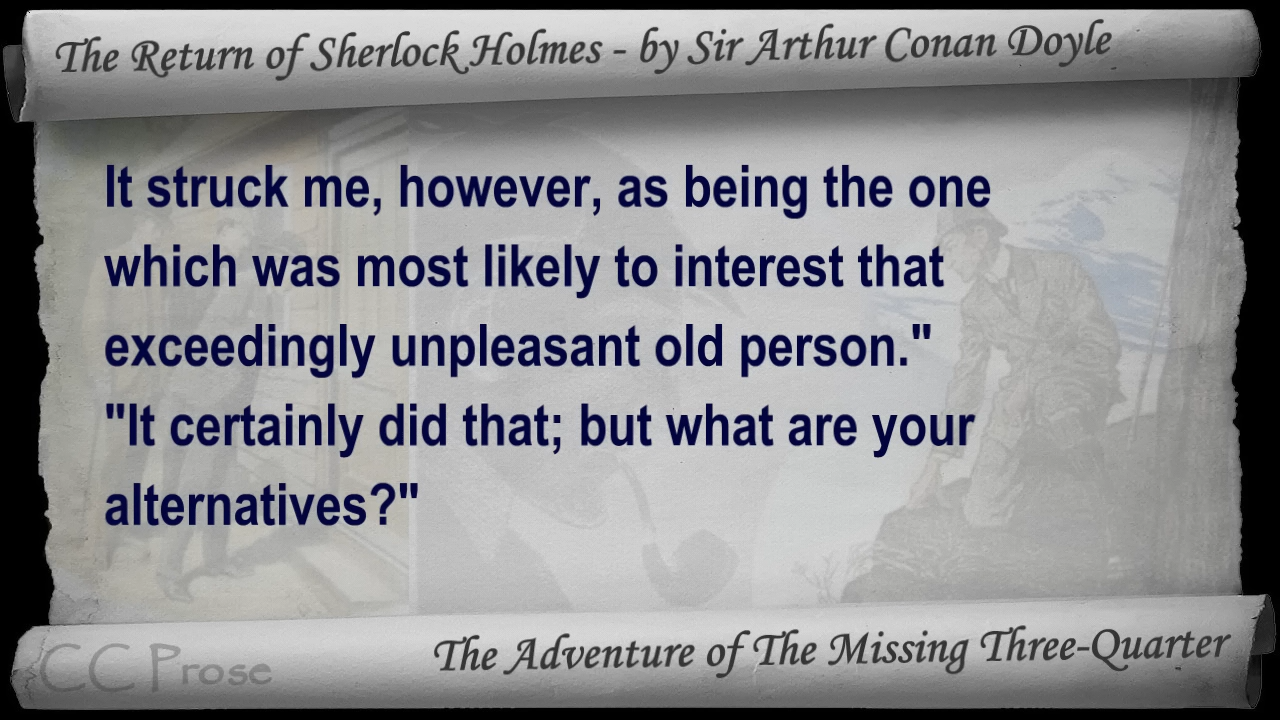 The Return of Sherlock Holmes - by Sir Arthur Conan Doyle
It struck me, however, as being the one
which was most likely to interest that
exceedingly unpleasant old person."
"It certainly did that; but what are your
alternatives?"
CC Prose
The Adventure of The Missing Three-Quarter